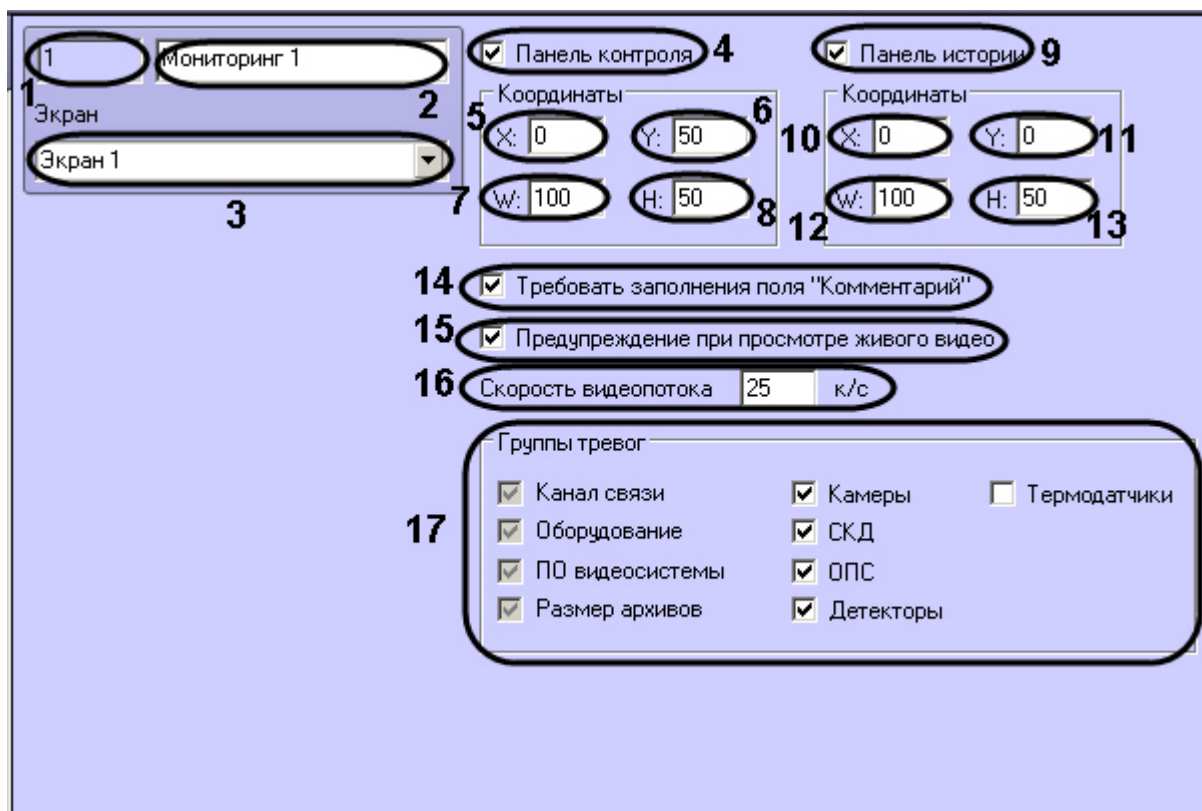 1 Мониторинг 1
1 2
Экран
Экран 1
3
Панель контроля 4
Координаты
5 X: 0 Y: 50 6
7 W: 100 H: 50 8
Панель истории 9
Координаты
10 X: 0 Y: 0 11
12 W: 100 H: 50 13
14 Требовать заполнения поля "Комментарий"
15 Предупреждение при просмотре живого видео
16 Скорость видеопотока 25 к/с
17
Группы тревог
Канал связи Камеры Термодатчики
Оборудование СКД
ПО видеосистемы ОПС
Размер архивов Детекторы